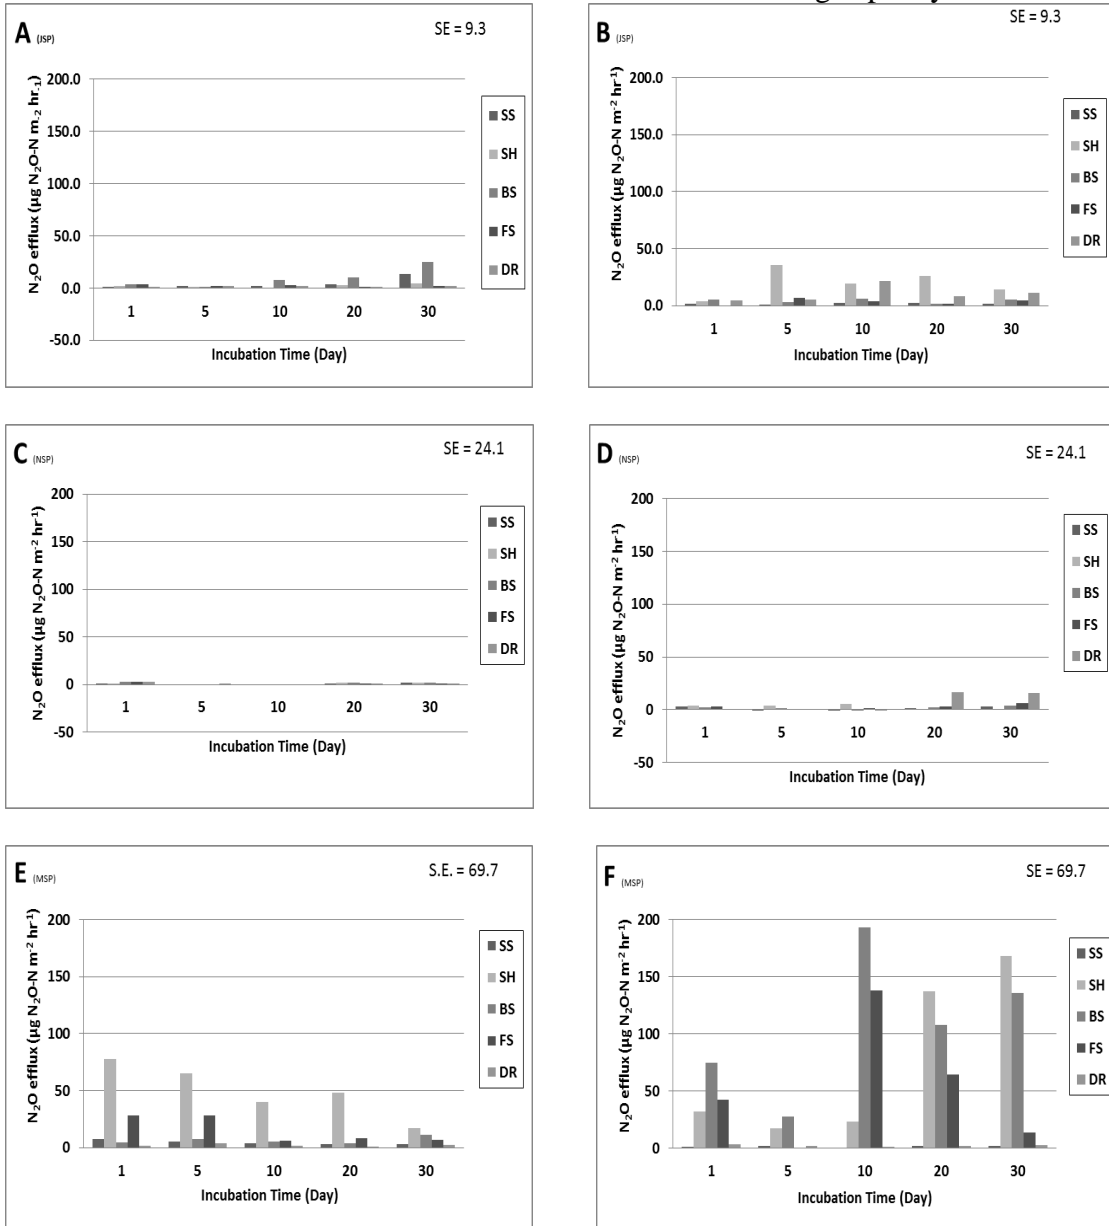 A (JSP)
SE = 9.3
N2O efflux (µg N2O-N m-2 hr-1)
200.0
150.0
100.0
50.0
0.0
-50.0
1 5 10 20 30
Incubation Time (Day)
SS
SH
BS
FS
DR
B (JSP)
SE = 9.3
N2O efflux (µg N2O-N m-2 hr-1)
200.0
150.0
100.0
50.0
0.0
1 5 10 20 30
Incubation Time (Day)
SS
SH
BS
FS
DR
C (NSP)
SE = 24.1
N2O efflux (µg N2O-N m-2 hr-1)
200
150
100
50
0
-50
1 5 10 20 30
Incubation Time (Day)
SS
SH
BS
FS
DR
D (NSP)
SE = 24.1
N2O efflux (µg N2O-N m-2 hr-1)
200
150
100
50
0
-50
1 5 10 20 30
Incubation Time (Day)
SS
SH
BS
FS
DR
E (MSP)
S.E. = 69.7
N2O efflux (µg N2O-N m-2 hr-1)
200
150
100
50
0
1 5 10 20 30
Incubation Time (Day)
SS
SH
BS
FS
DR
F (MSP)
SE = 69.7
N2O efflux (µg N2O-N m-2 hr-1)
200
150
100
50
0
1 5 10 20 30
Incubation Time (Day)
SS
SH
BS
FS
DR